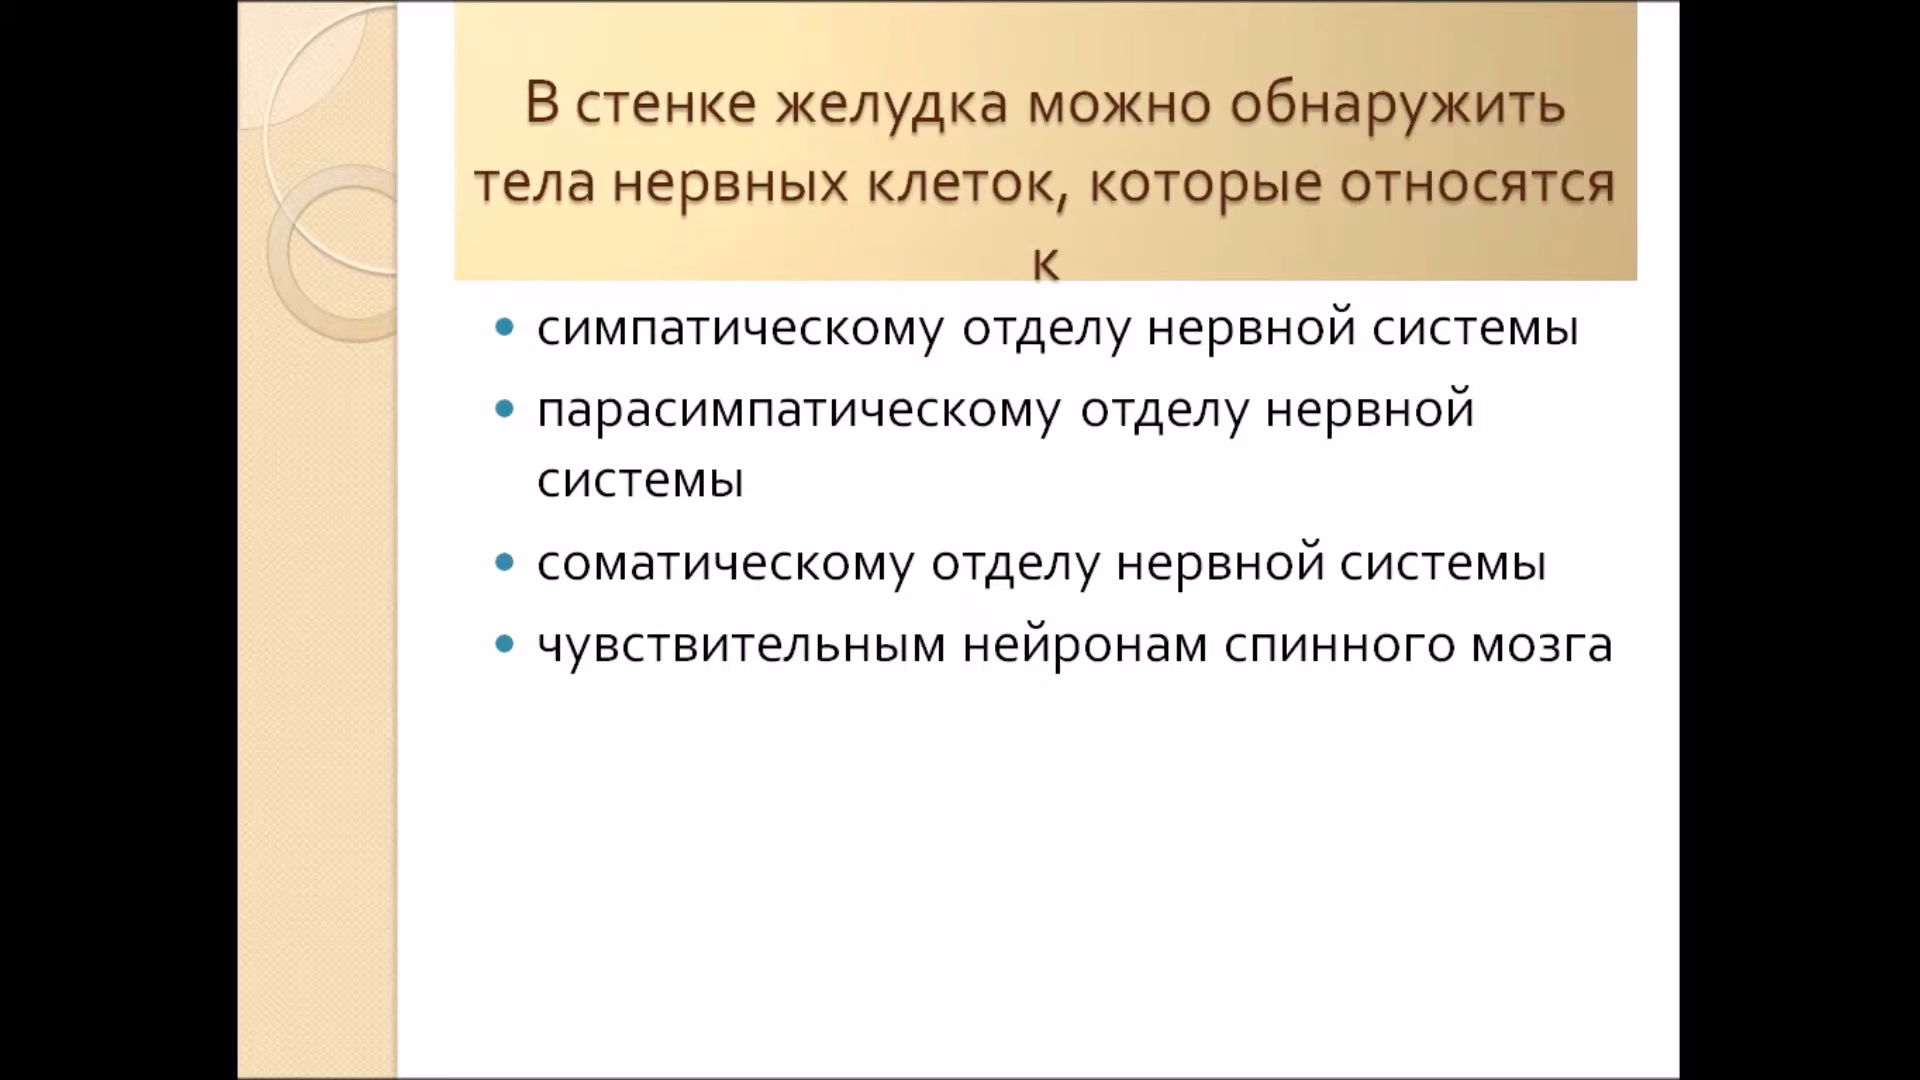 В стенке желудка можно обнаружить
тела нервных клеток, которые относятся
к
• симпатическому отделу нервной системы
• парасимпатическому отделу нервной
системы
• соматическому отделу нервной системы
• чувствительным нейронам спинного мозга